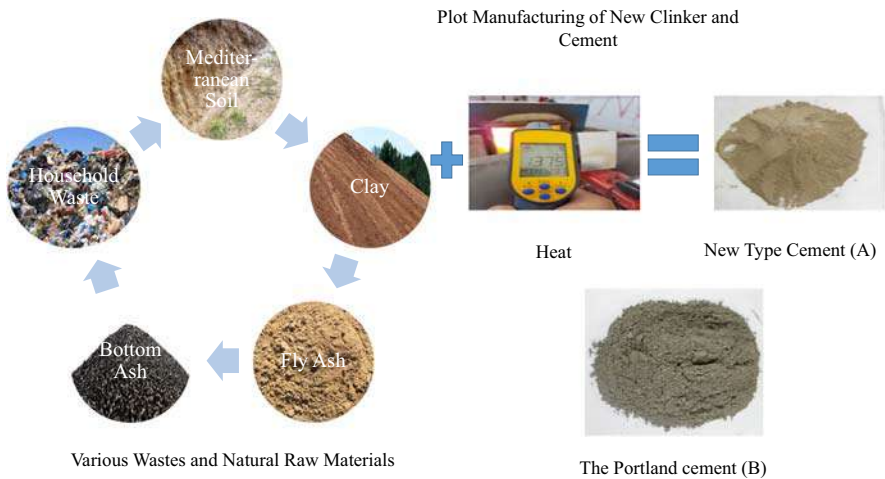 Plot Manufacturing of New Clinker and
Cement
Mediter-
ranean
Soil
Household
Waste
Clay
1375
Heat
New Type Cement (A)
Bottom
Ash
Fly Ash
Various Wastes and Natural Raw Materials
The Portland cement (B)